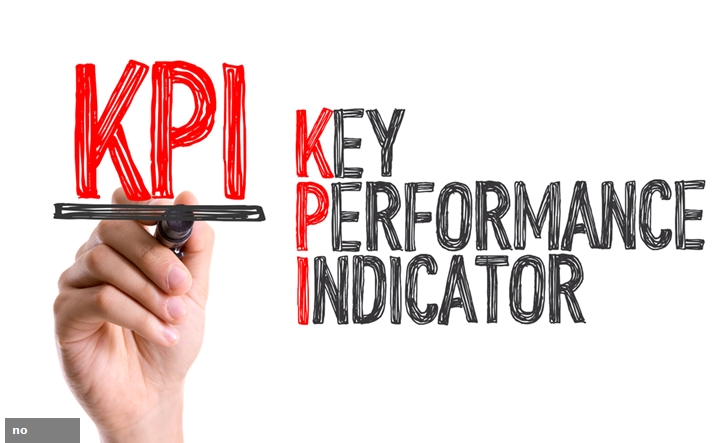 KPI
KEY
PERFORMANCE
INDICATOR
no